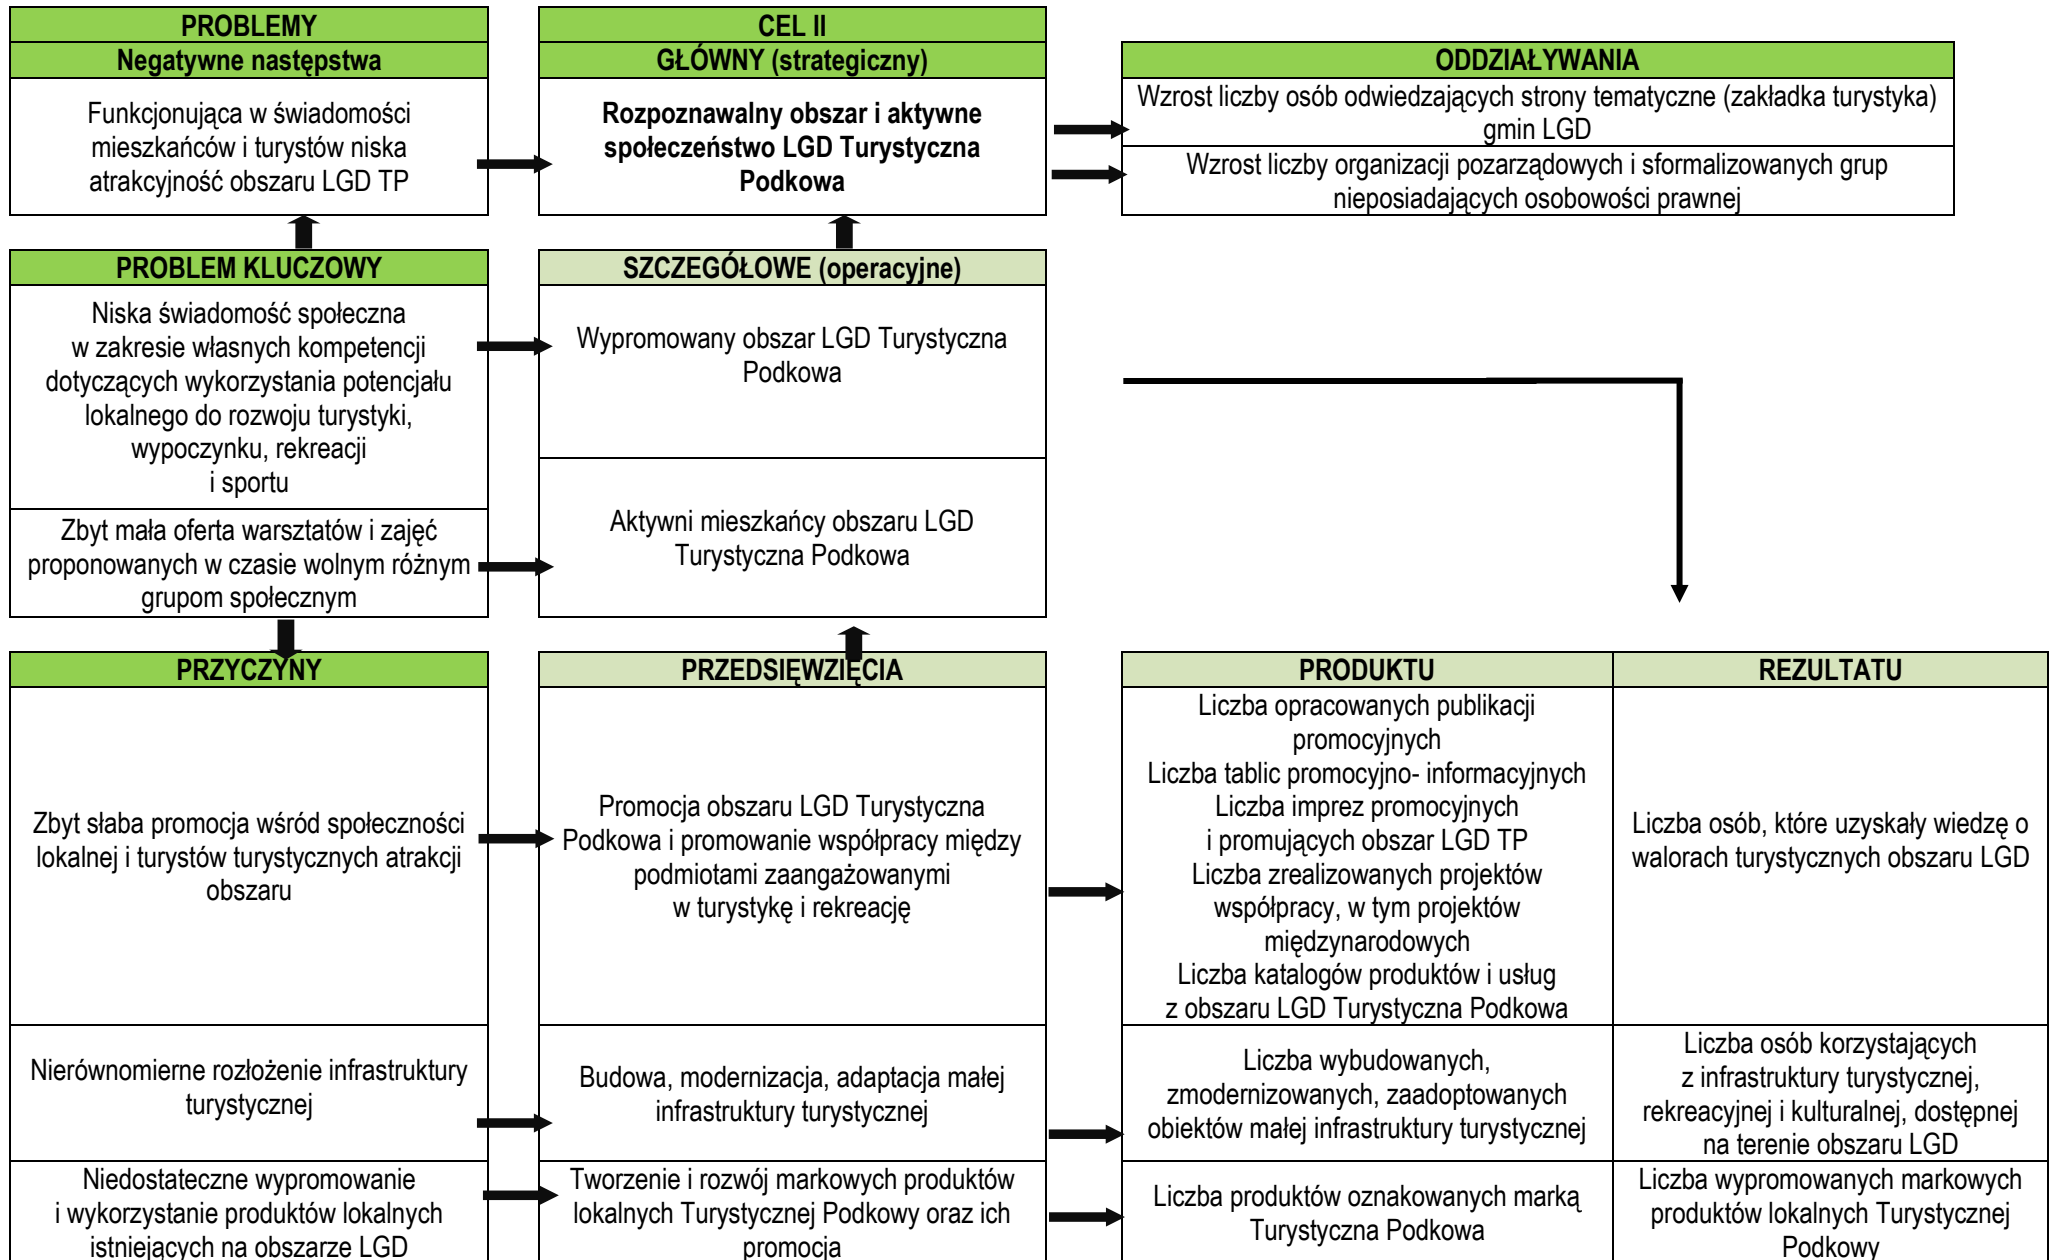 PROBLEMY
Negatywne następstwa
Funkcjonująca w świadomości
mieszkańców i turystów niska
atrakcyjność obszaru LGD TP
CEL II
GŁÓWNY (strategiczny)
Rozpoznawalny obszar i aktywne
społeczeństwo LGD Turystyczna
Podkowa
ODDZIAŁYWANIA
Wzrost liczby osób odwiedzających strony tematyczne (zakładka turystyka)
gmin LGD
Wzrost liczby organizacji pozarządowych i sformalizowanych grup
nieposiadających osobowości prawnej
PROBLEM KLUCZOWY
Niska świadomość społeczna
w zakresie własnych kompetencji
dotyczących wykorzystania potencjału
lokalnego do rozwoju turystyki,
wypoczynku, rekreacji
i sportu
Zbyt mała oferta warsztatów i zajęć
proponowanych w czasie wolnym różnym
grupom społecznym
SZCZEGÓŁOWE (operacyjne)
Wypromowany obszar LGD Turystyczna
Podkowa
Aktywni mieszkańcy obszaru LGD
Turystyczna Podkowa
PRZYCZYNY
PRZEDSIĘWZIĘCIA
PRODUKTU
REZULTATU
Zbyt słaba promocja wśród społeczności
lokalnej i turystów turystycznych atrakcji
obszaru
Promocja obszaru LGD Turystyczna
Podkowa i promowanie współpracy między
podmiotami zaangażowanymi
w turystykę i rekreację
Liczba opracowanych publikacji
promocyjnych
Liczba tablic promocyjno- informacyjnych
Liczba imprez promocyjnych
i promujących obszar LGD TP
Liczba zrealizowanych projektów
współpracy, w tym projektów
międzynarodowych
Liczba katalogów produktów i usług
z obszaru LGD Turystyczna Podkowa
Liczba osób, które uzyskały wiedzę o
walorach turystycznych obszaru LGD
Nierównomierne rozłożenie infrastruktury
turystycznej
Budowa, modernizacja, adaptacja małej
infrastruktury turystycznej
Liczba wybudowanych,
zmodernizowanych, zaadoptowanych
obiektów małej infrastruktury turystycznej
Liczba osób korzystających
z infrastruktury turystycznej,
rekreacyjnej i kulturalnej, dostępnej
na terenie obszaru LGD
Niedostateczne wypromowanie
i wykorzystanie produktów lokalnych
istniejących na obszarze LGD
Tworzenie i rozwój markowych produktów
lokalnych Turystycznej Podkowy oraz ich
promocja
Liczba produktów oznakowanych marką
Turystyczna Podkowa
Liczba wypromowanych markowych
produktów lokalnych Turystycznej
Podkowy